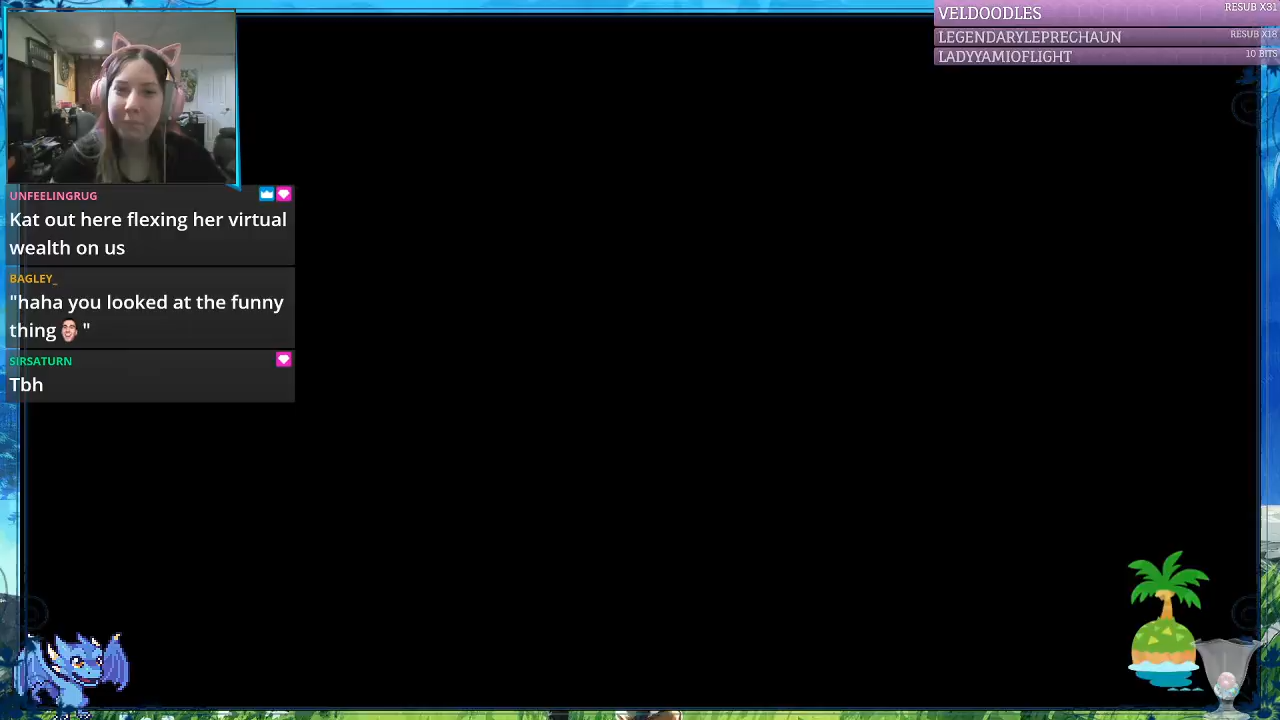 VELDOODLES RESUB X31
LEGENDARYLEPRECHAUN RESUB X18
LADYYAMIOFLIGHT 10 BITS
UNFEELINGRUG
Kat out here flexing her virtual
wealth on us
BAGLEY_
"haha you looked at the funny
thing "
SIRSATURN
Tbh